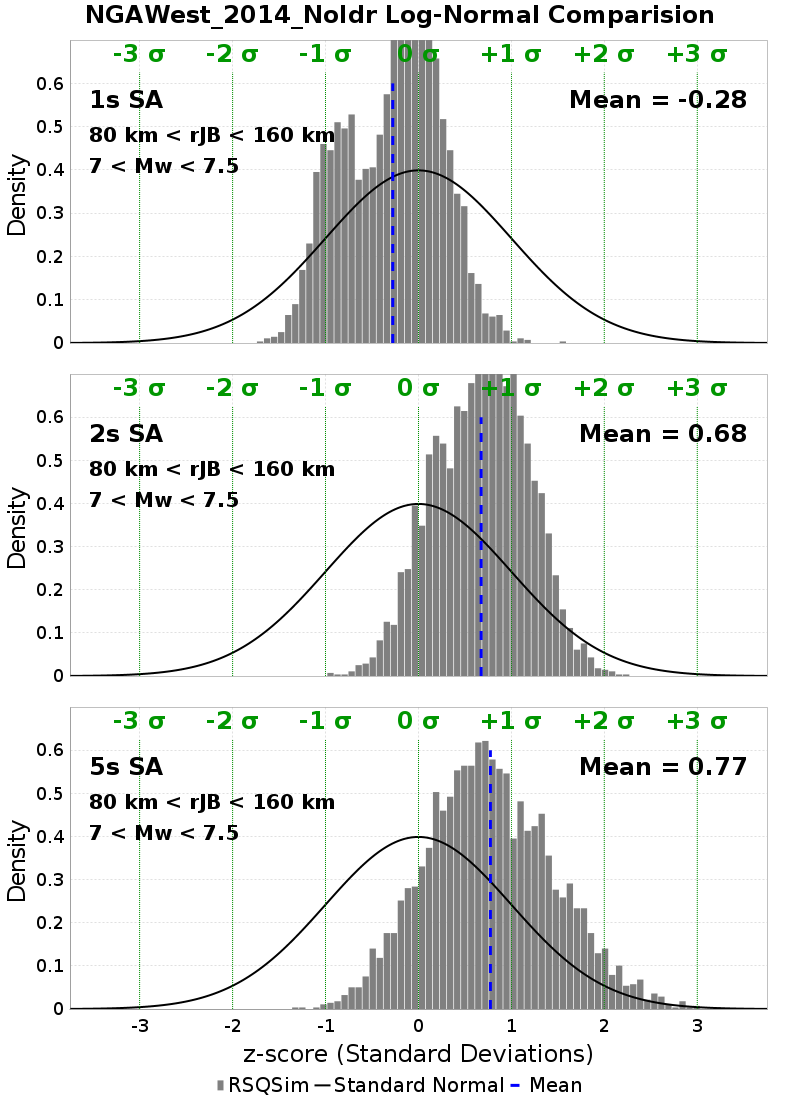 NGAWest_2014_NoIdr Log-Normal Comparision
-3 σ -2 σ -1 σ 0 σ +1 σ +2 σ +3 σ
1s SA
Mean = -0.28
80 km < rJB < 160 km
7 < Mw < 7.5
0.6
0.5
0.4
0.3
0.2
0.1
0
Density
-3 σ -2 σ -1 σ 0 σ +1 σ +2 σ +3 σ
2s SA
Mean = 0.68
80 km < rJB < 160 km
7 < Mw < 7.5
0.6
0.5
0.4
0.3
0.2
0.1
0
Density
-3 σ -2 σ -1 σ 0 σ +1 σ +2 σ +3 σ
5s SA
Mean = 0.77
80 km < rJB < 160 km
7 < Mw < 7.5
0.6
0.5
0.4
0.3
0.2
0.1
0
Density
-3 -2 -1 0 1 2 3
z-score (Standard Deviations)
RSQSim Standard Normal Mean